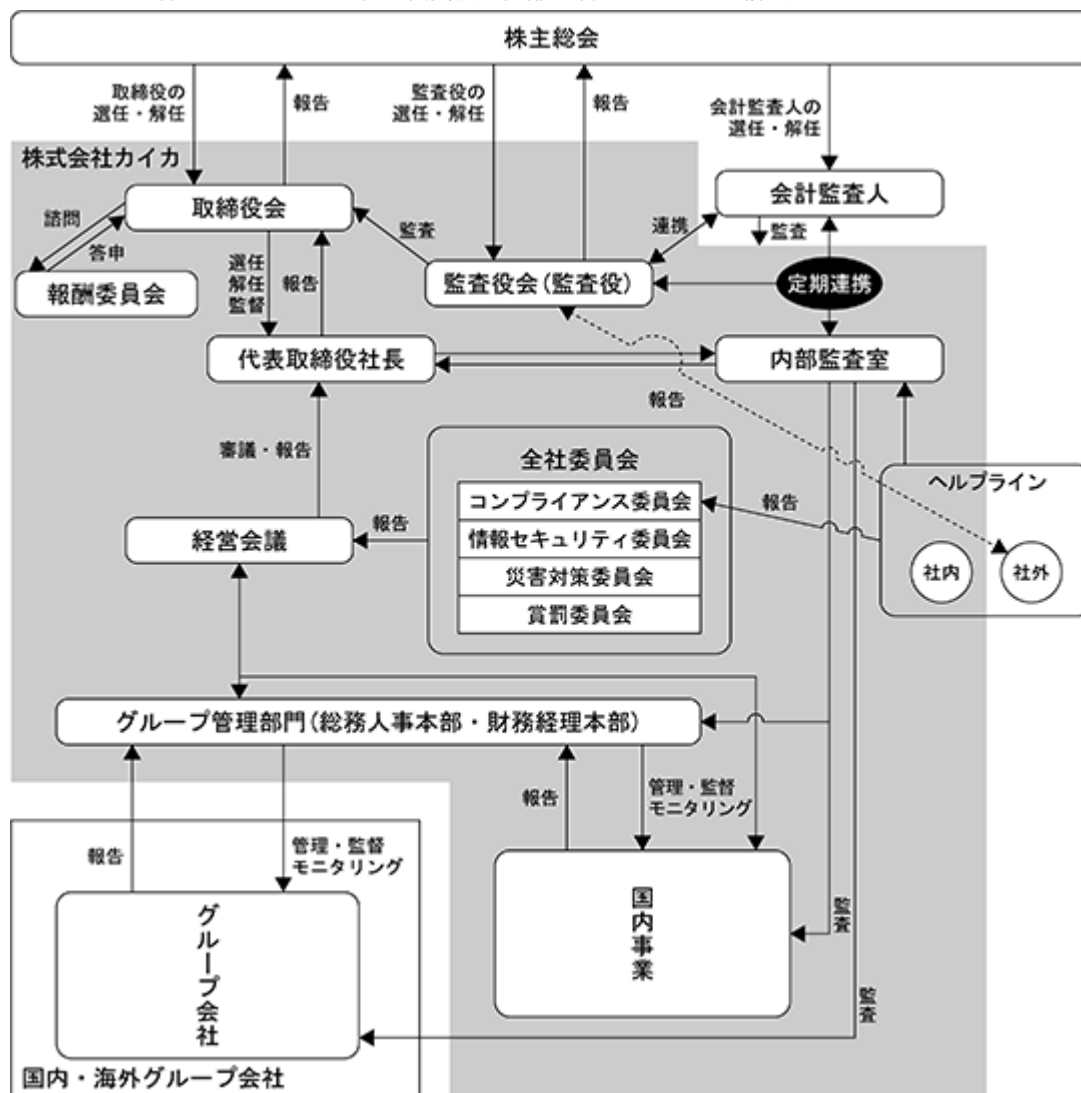 株主総会
取締役の
選任・解任
報告
監査役の
選任・解任
報告
会計監査人の
選任・解任
株式会社カイカ
取締役会
会計監査人
諮問
答申
監査
連携
監査
報酬委員会
選任
解任
監督
報告
監査役会(監査役)
定期連携
代表取締役社長
内部監査室
報告
審議・報告
全社委員会
ヘルプライン
コンプライアンス委員会
報告
経営会議
報告
情報セキュリティ委員会
災害対策委員会
社内
社外
賞罰委員会
グループ管理部門(総務人事本部・財務経理本部)
報告
管理・監督
モニタリング
報告
管理・監督
モニタリング
グループ会社
国内事業
監査
監査
国内・海外グループ会社